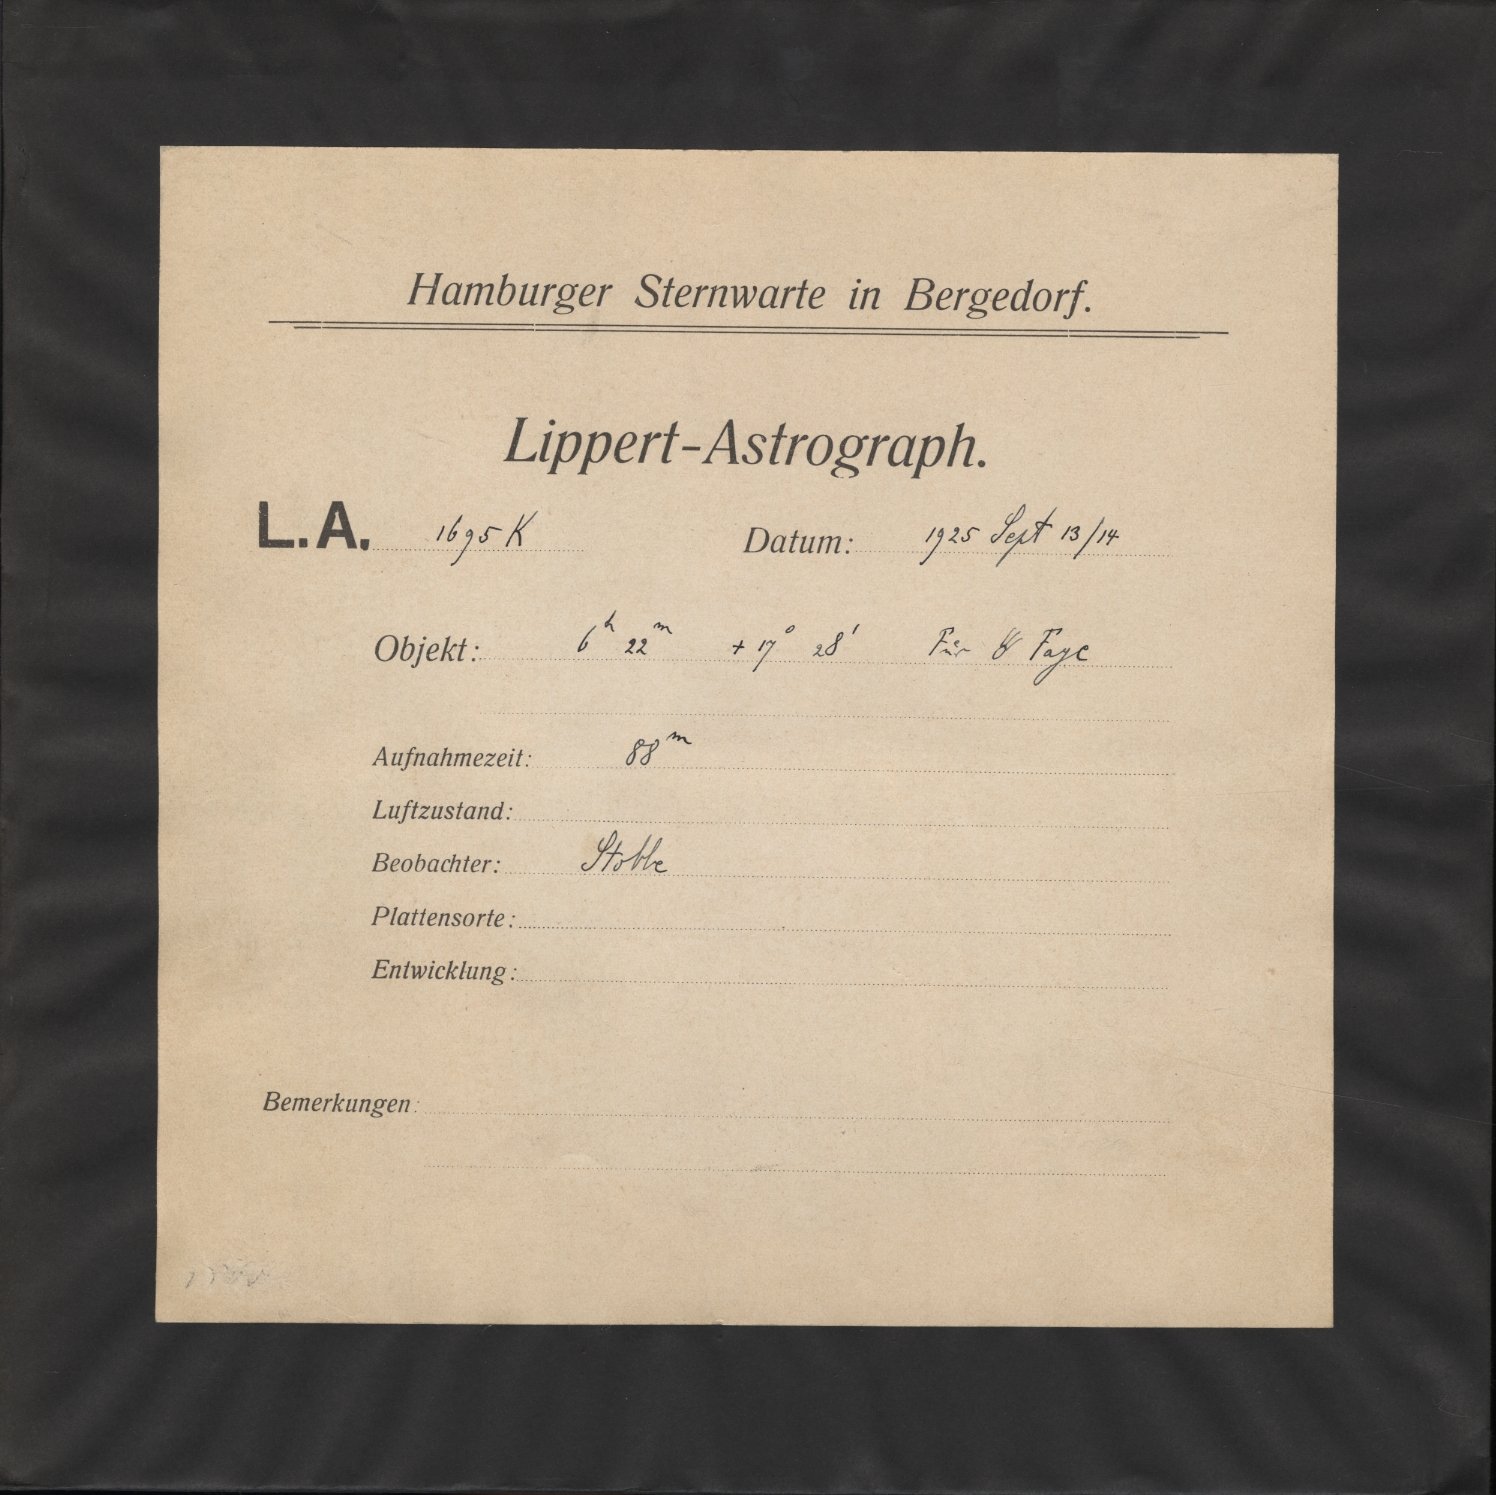 Hamburger Sternwarte in Bergedorf.
Lippert-Astrograph.
L.A. 1695 K Datum: 1925 Sept 13/14
Objekt: 6h 22m + 17° 28' Für ☄ Faye
Aufnahmezeit: 88m
Luftzustand:
Beobachter: Stobbe
Plattensorte:
Entwicklung:
Bemerkungen: